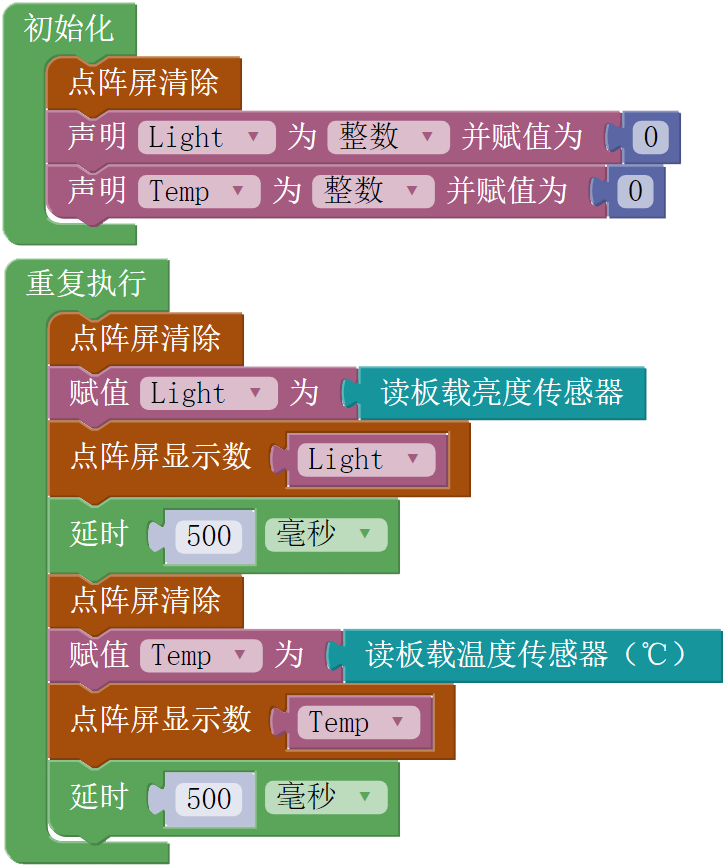 初始化
点阵屏清除
声明 Light 为 整数 并赋值为 0
声明 Temp 为 整数 并赋值为 0
重复执行
点阵屏清除
赋值 Light 为 读板载亮度传感器
点阵屏显示数 Light
延时 500 毫秒
点阵屏清除
赋值 Temp 为 读板载温度传感器（℃）
点阵屏显示数 Temp
延时 500 毫秒